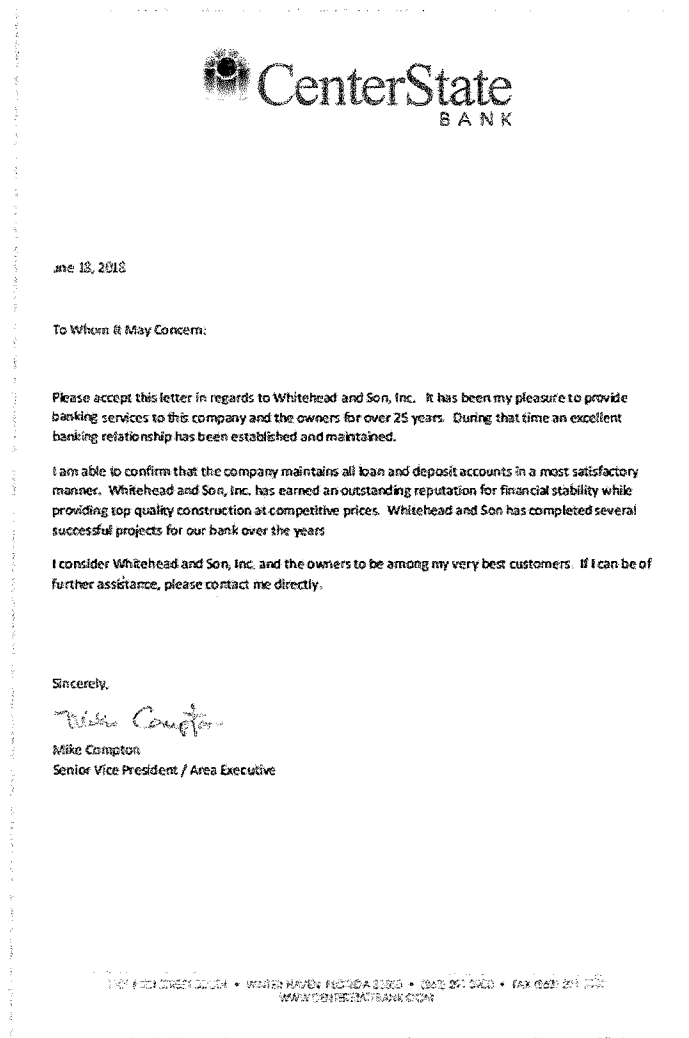 CenterState
BANK
une 18, 2018
To Whom It May Concern:
Please accept this letter in regards to Whitehead and Son, Inc. It has been my pleasure to provide
banking services to this company and the owners for over 25 years. During that time an excellent
banking relationship has been established and maintained.
I am able to confirm that the company maintains all loan and deposit accounts in a most satisfactory
manner. Whitehead and Son, Inc. has earned an outstanding reputation for financial stability while
providing top quality construction at competitive prices. Whitehead and Son has completed several
successful projects for our bank over the years
I consider Whitehead and Son, Inc. and the owners to be among my very best customers. If I can be of
further assistance, please contact me directly.
Sincerely,
Mike Compton
Mike Compton
Senior Vice President / Area Executive
STREET SOUTH • WINTER HAVEN, FLORIDA • (863) • FAX (863)
WWW.CENTERSTATEBANK.COM